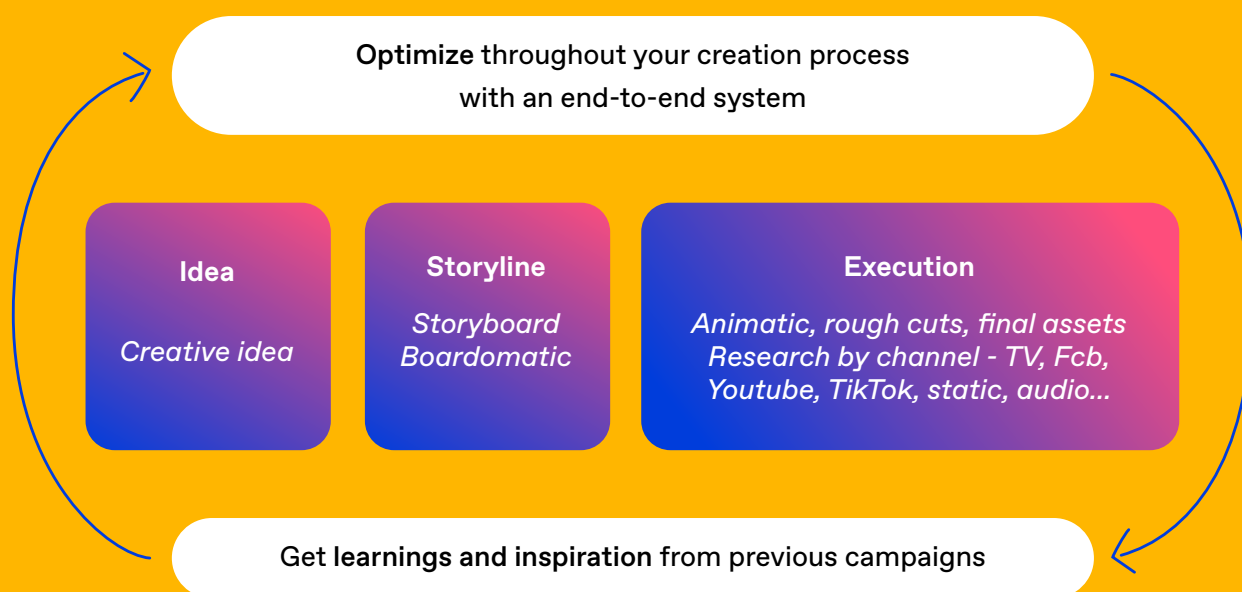 Optimize throughout your creation process
with an end-to-end system
Idea
Creative idea
Storyline
Storyboard
Boardomatic
Execution
Animatic, rough cuts, final assets
Research by channel - TV, Fcb,
Youtube, TikTok, static, audio...
Get learnings and inspiration from previous campaigns